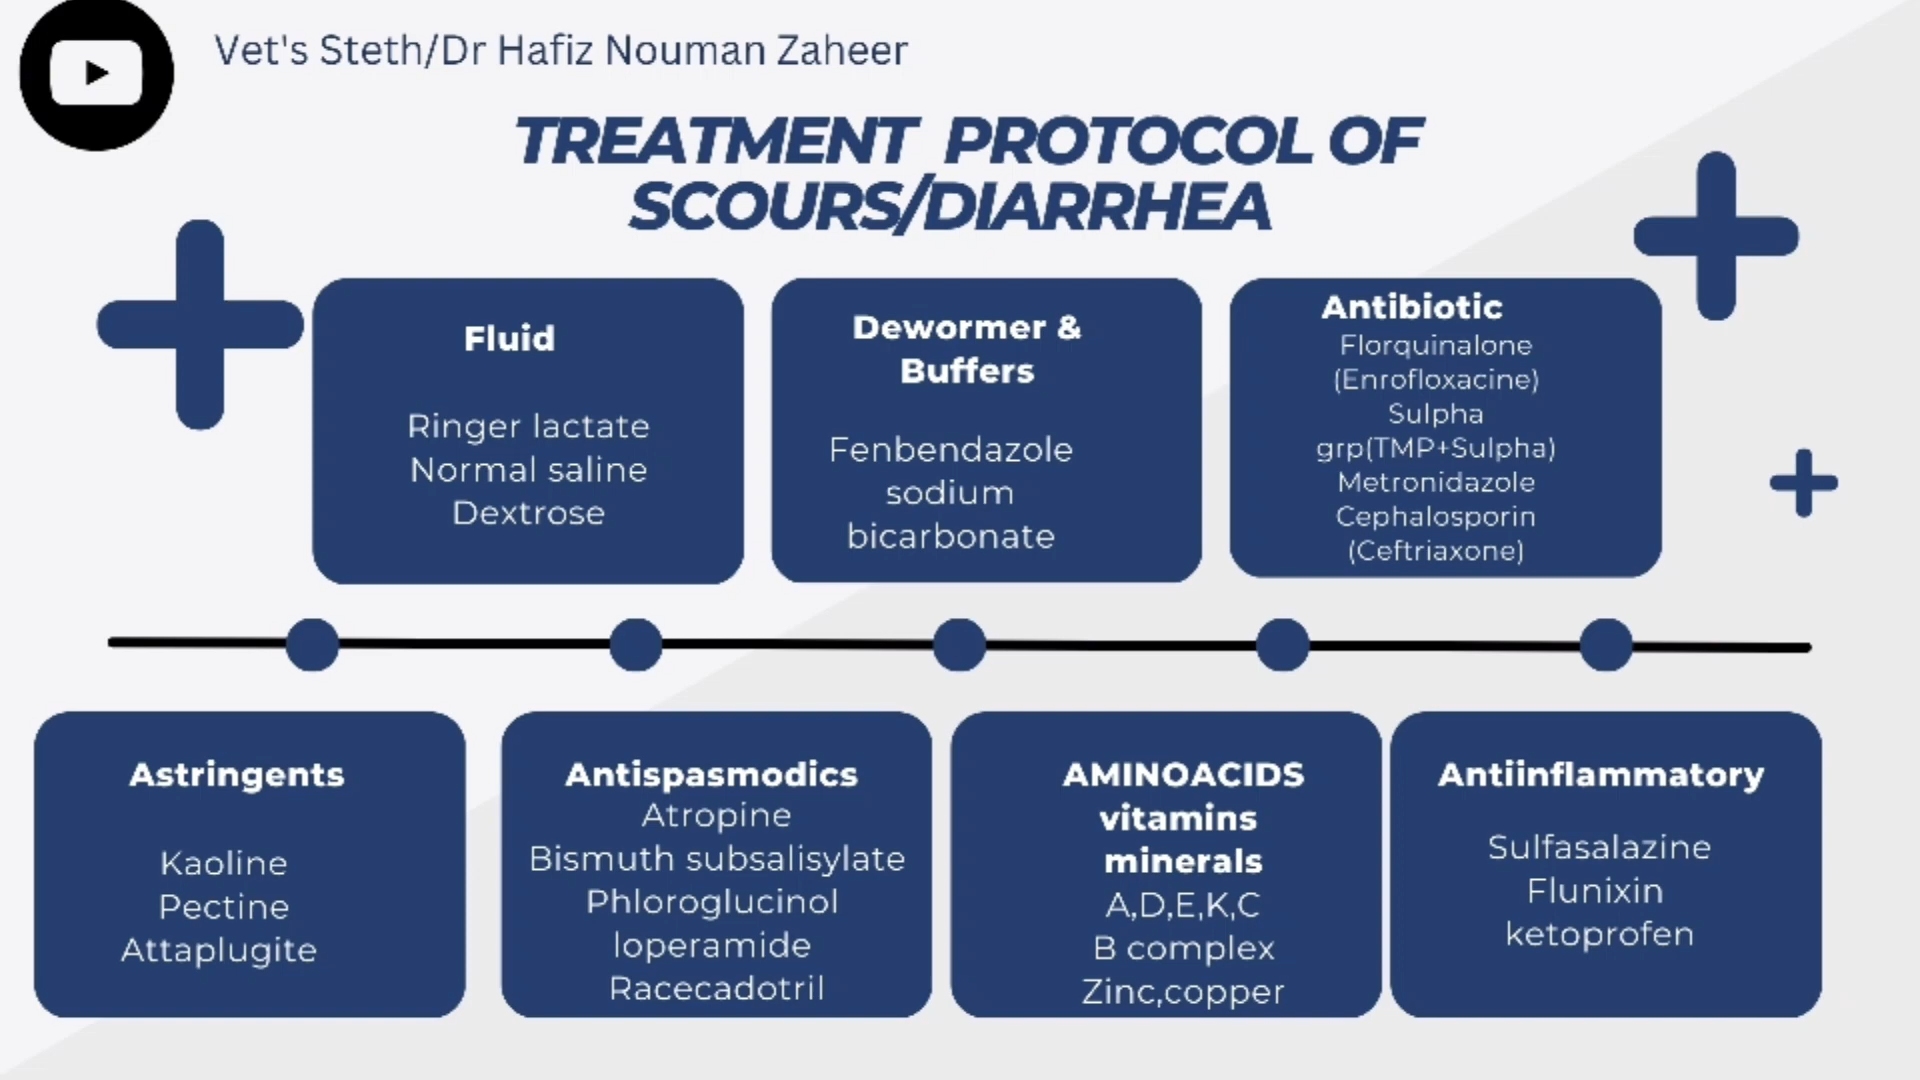 Vet's Steth/Dr Hafiz Nouman Zaheer
TREATMENT PROTOCOL OF
SCOURS/DIARRHEA
Fluid
Ringer lactate
Normal saline
Dextrose
Dewormer &
Buffers
Fenbendazole
sodium
bicarbonate
Antibiotic
Florquinalone
(Enrofloxacine)
Sulpha
grp(TMP+Sulpha)
Metronidazole
Cephalosporin
(Ceftriaxone)
Astringents
Kaoline
Pectine
Attaplugite
Antispasmodics
Atropine
Bismuth subsalisylate
Phloroglucinol
loperamide
Racecadotril
AMINOACIDS
vitamins
minerals
A,D,E,K,C
B complex
Zinc,copper
Antiinflammatory
Sulfasalazine
Flunixin
ketoprofen